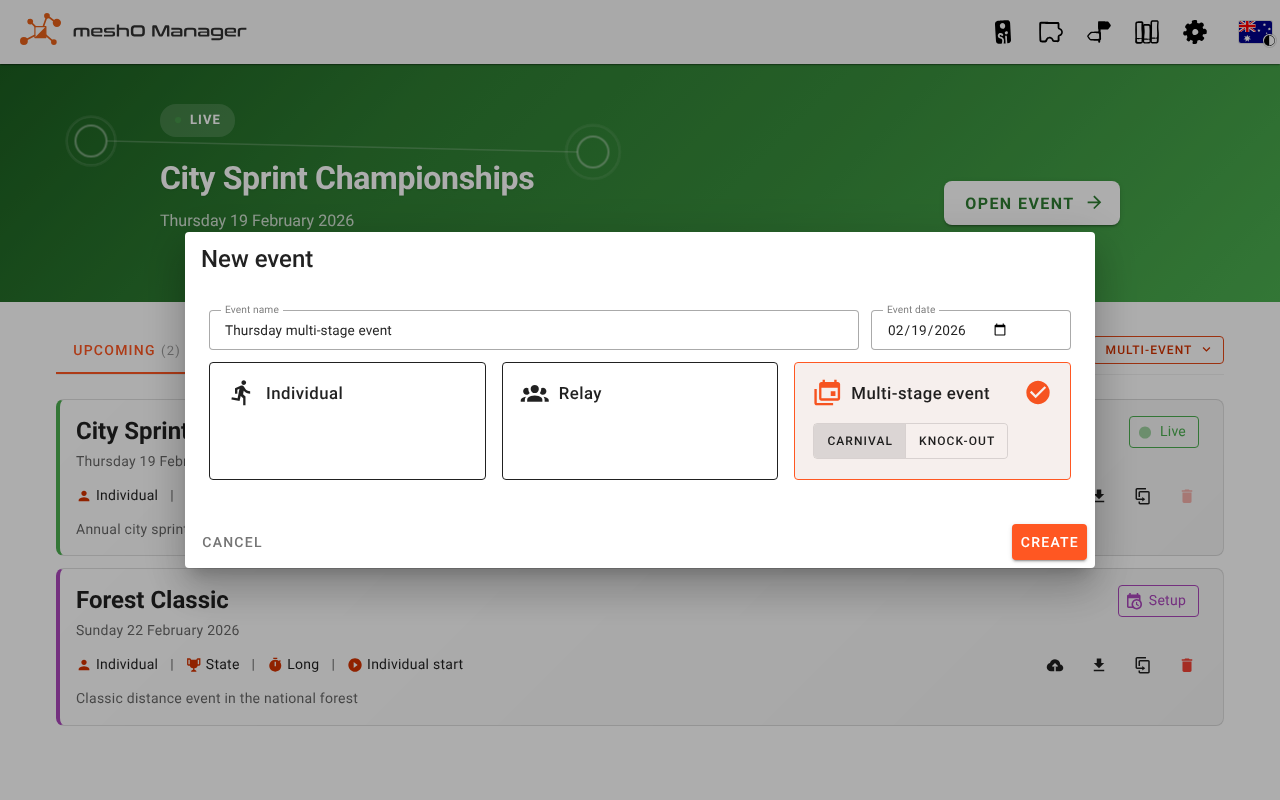 meshO Manager
Si
LIVE
City Sprint Championships
Thursday 19 February 2026
OPEN EVENT
New event
Event name
Thursday multi-stage event
Event date
02/19/2026
Individual
Relay
Multi-stage event
CARNIVAL
KNOCK-OUT
CANCEL
CREATE
UPCOMING (2)
MULTI-EVENT
City Sprint
Live
Thursday 19
Individual |
Annual city sprint
Forest Classic
Setup
Sunday 22 February 2026
Individual | State | Long | Individual start
Classic distance event in the national forest